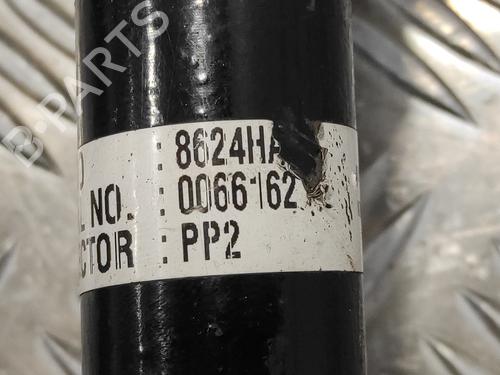 B-PARTS
: 8624HA
L NO. : 0066162
CTOR : PP2